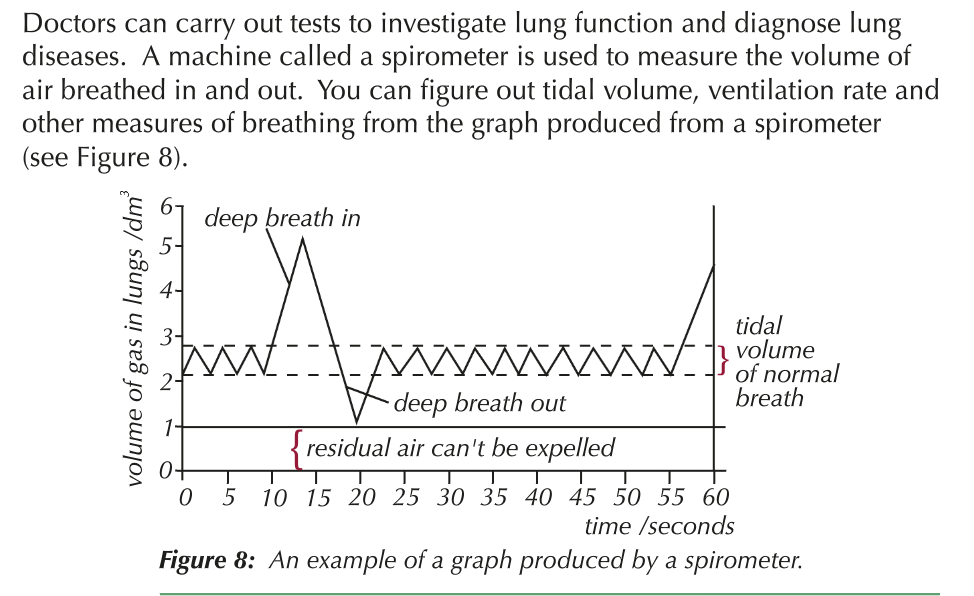 Doctors can carry out tests to investigate lung function and diagnose lung
diseases. A machine called a spirometer is used to measure the volume of
air breathed in and out. You can figure out tidal volume, ventilation rate and
other measures of breathing from the graph produced from a spirometer
(see Figure 8).
volume of gas in lungs /dm³
6
5
4
3
2
1
0
deep breath in
deep breath out
tidal
volume
of normal
breath
residual air can't be expelled
0 5 10 15 20 25 30 35 40 45 50 55 60
time /seconds
Figure 8: An example of a graph produced by a spirometer.